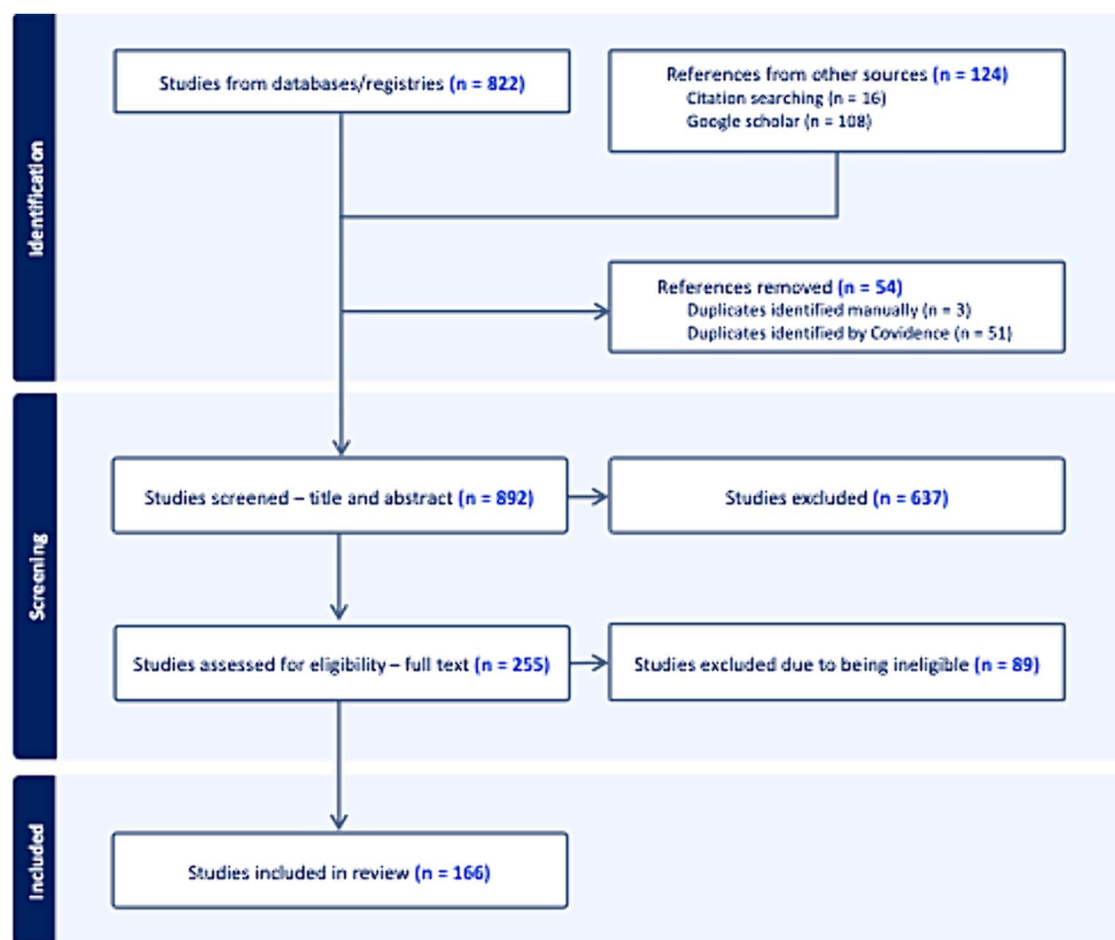 Identification
Studies from databases/registries (n = 822)
References from other sources (n = 124)
Citation searching (n = 16)
Google scholar (n = 108)
References removed (n = 54)
Duplicates identified manually (n = 3)
Duplicates identified by Covidence (n = 51)
Screening
Studies screened – title and abstract (n = 892)
Studies excluded (n = 637)
Studies assessed for eligibility – full text (n = 255)
Studies excluded due to being ineligible (n = 89)
Included
Studies included in review (n = 166)